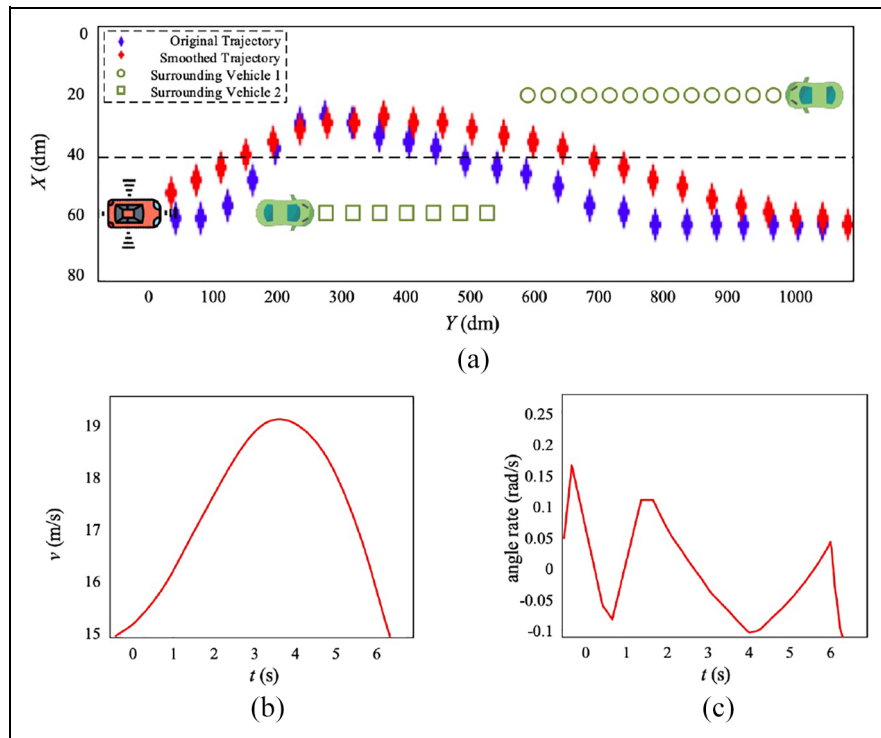 0
20
40
60
80
X (dm)
Original Trajectory
Smoothed Trajectory
Surrounding Vehicle 1
Surrounding Vehicle 2
0 100 200 300 400 500 600 700 800 900 1000
Y (dm)
(a)
19
18
17
16
15
v (m/s)
0 1 2 3 4 5 6
t (s)
(b)
0.25
0.2
0.15
0.1
0.05
0
-0.05
-0.1
angle rate (rad/s)
0 1 2 3 4 5 6
t (s)
(c)